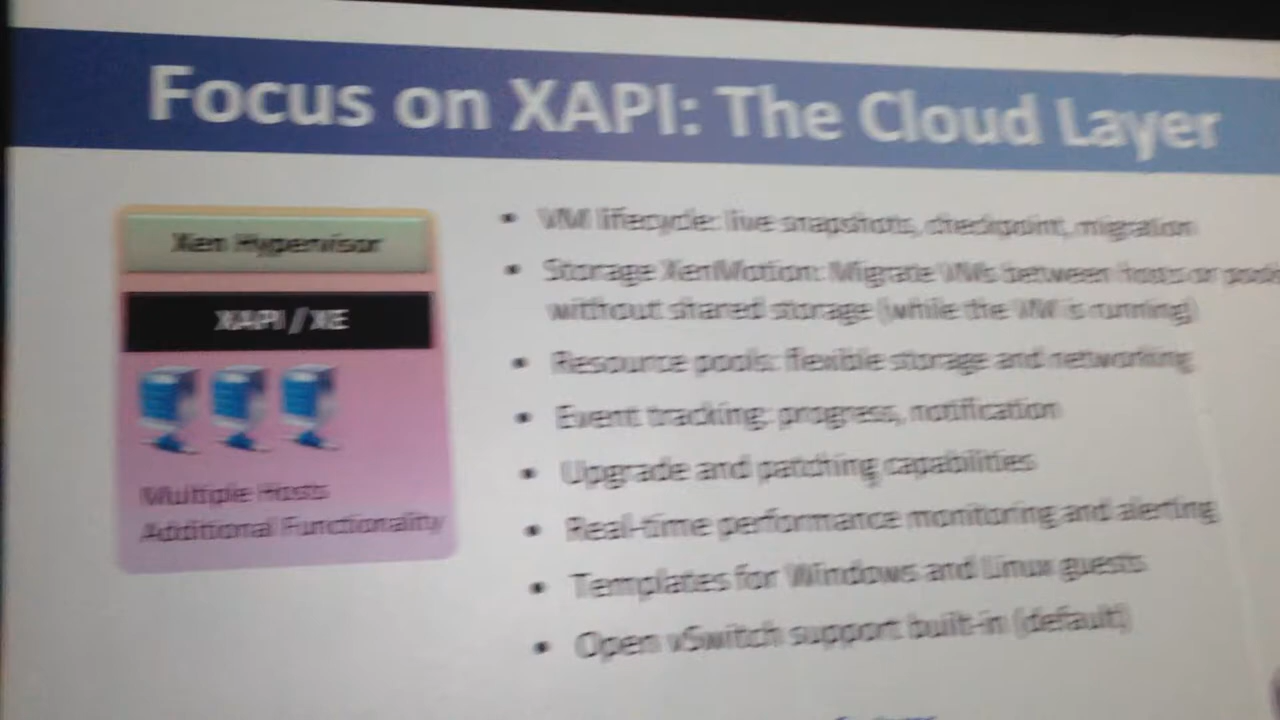 Focus on XAPI: The Cloud Layer
Xen Hypervisor
XAPI / XE
Multiple Hosts
Additional Functionality
• VM lifecycle: live snapshots, checkpoint, migration
• Storage XenMotion: Migrate VMs between hosts or
without shared storage (while the VM is running)
• Resource pools: flexible storage and networking
• Event tracking: progress, notification
• Upgrade and patching capabilities
• Real-time performance monitoring and alerting
• Templates for Windows and Linux guests
• Open vSwitch support built-in (default)